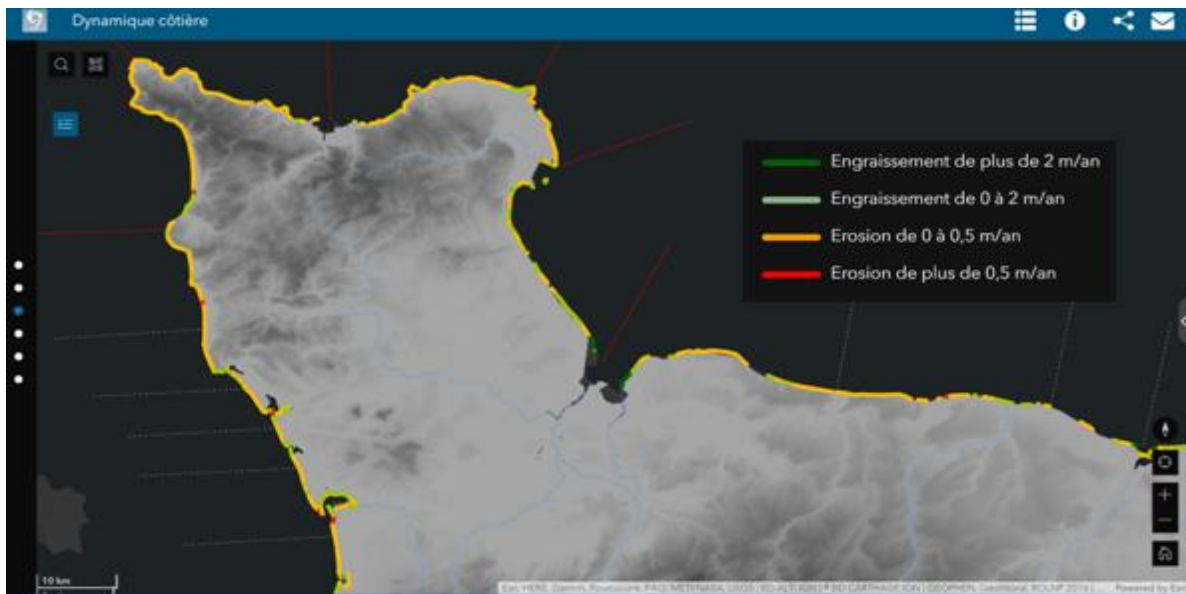 Dynamique côtière
Engraissement de plus de 2 m/an
Engraissement de 0 à 2 m/an
Erosion de 0 à 0,5 m/an
Erosion de plus de 0,5 m/an
10 km
Powered by Esri